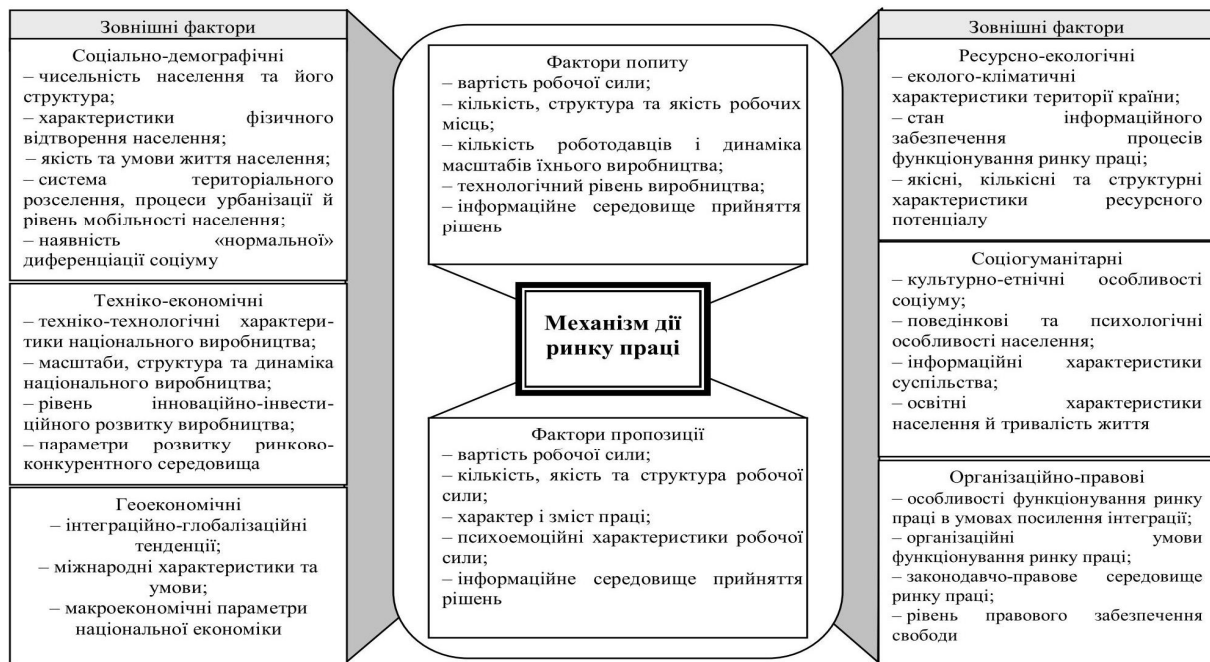 Зовнішні фактори
Соціально-демографічні
– чисельність населення та його
структура;
– характеристики фізичного
відтворення населення;
– якість та умови життя населення;
– система територіального
розселення, процеси урбанізації й
рівень мобільності населення;
– наявність «нормальної»
диференціації соціуму
Техніко-економічні
– техніко-технологічні характери-
тики національного виробництва;
– масштаби, структура та динаміка
національного виробництва;
– рівень інноваційно-інвести-
ційного розвитку виробництва;
– параметри розвитку ринково-
конкурентного середовища
Геоекономічні
– інтеграційно-глобалізаційні
тенденції;
– міжнародні характеристики та
умови;
– макроекономічні параметри
національної економіки
Фактори попиту
– вартість робочої сили;
– кількість, структура та якість робочих
місць;
– кількість роботодавців і динаміка
масштабів їхнього виробництва;
– технологічний рівень виробництва;
– інформаційне середовище прийняття
рішень
Механізм дії
ринку праці
Фактори пропозиції
– вартість робочої сили;
– кількість, якість та структура робочої
сили;
– характер і зміст праці;
– психоемоційні характеристики робочої
сили;
– інформаційне середовище прийняття
рішень
Зовнішні фактори
Ресурсно-екологічні
– еколого-кліматичні
характеристики території країни;
– стан інформаційного
забезпечення процесів
функціонування ринку праці;
– якісні, кількісні та структурні
характеристики ресурсного
потенціалу
Соціогуманітарні
– культурно-етнічні особливості
соціуму;
– поведінкові та психологічні
особливості населення;
– інформаційні характеристики
суспільства;
– освітні характеристики
населення й тривалість життя
Організаційно-правові
– особливості функціонування ринку
праці в умовах посилення інтеграції;
– організаційні умови
функціонування ринку праці;
– законодавчо-правове середовище
ринку праці;
– рівень правового забезпечення
свободи